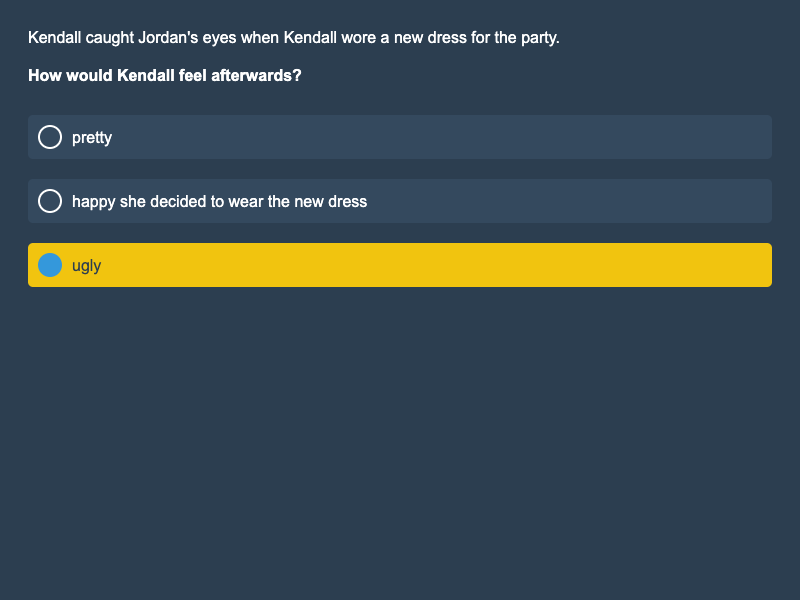 Kendall caught Jordan's eyes when Kendall wore a new dress for the party.
How would Kendall feel afterwards?
pretty
happy she decided to wear the new dress
ugly